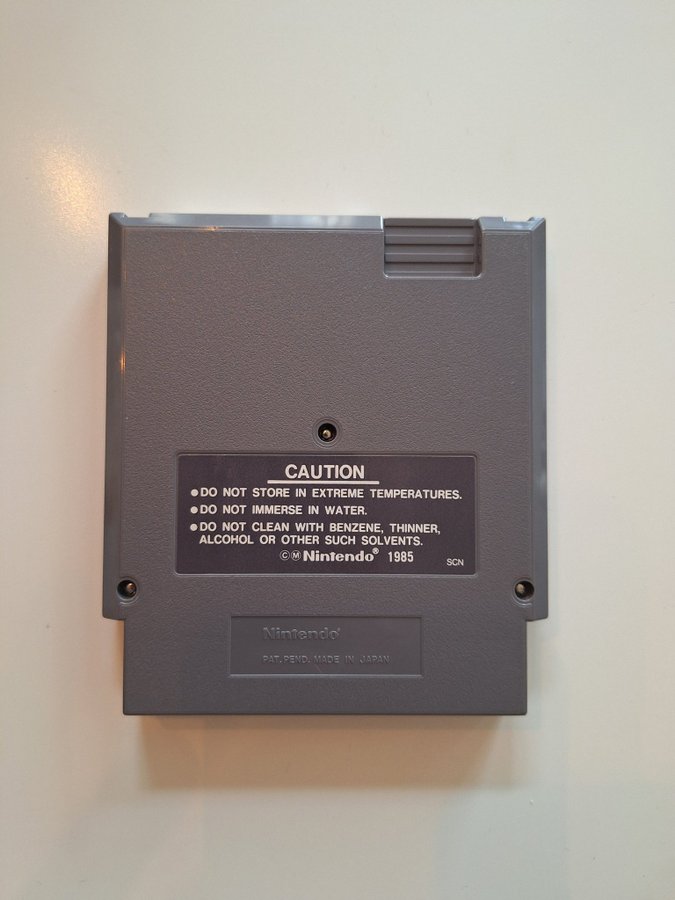 CAUTION
●DO NOT STORE IN EXTREME TEMPERATURES.
●DO NOT IMMERSE IN WATER.
●DO NOT CLEAN WITH BENZENE, THINNER,
ALCOHOL OR OTHER SUCH SOLVENTS.
©Ⓜ Nintendo® 1985
SCN
Nintendo®
PAT. PEND. MADE IN JAPAN